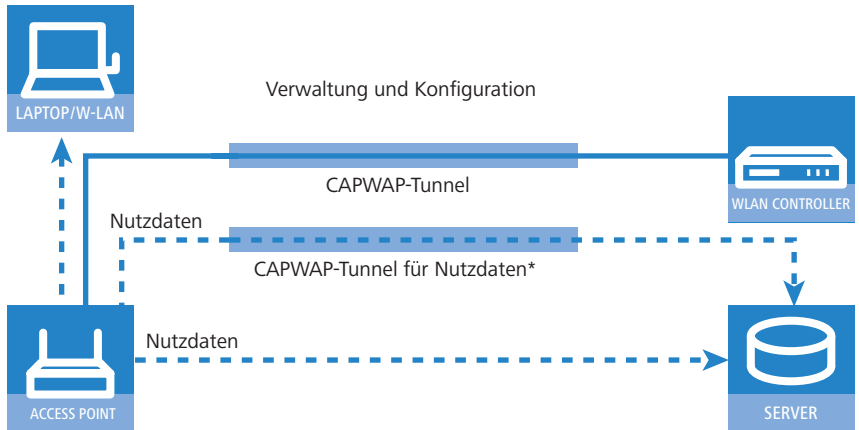 LAPTOP/W-LAN
Verwaltung und Konfiguration
CAPWAP-Tunnel
WLAN CONTROLLER
Nutzdaten
CAPWAP-Tunnel für Nutzdaten*
Nutzdaten
ACCESS POINT
SERVER